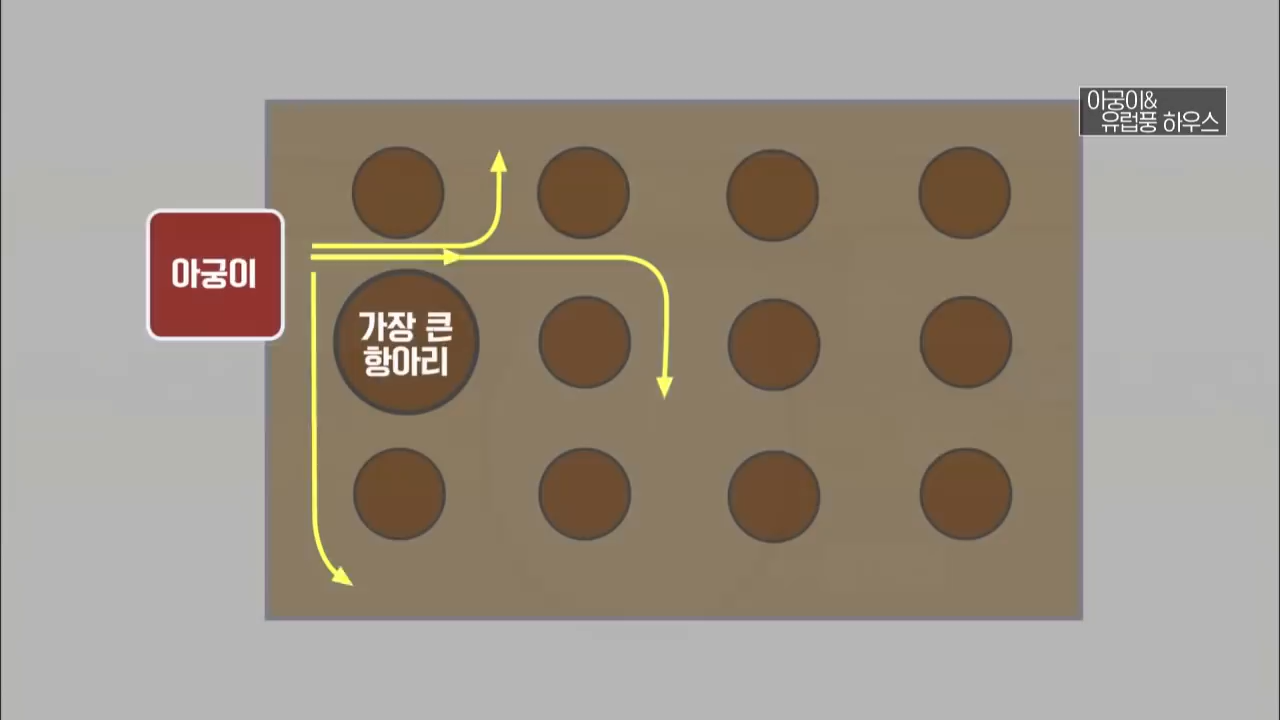 아궁이&
유럽풍 하우스
아궁이
가장 큰
항아리